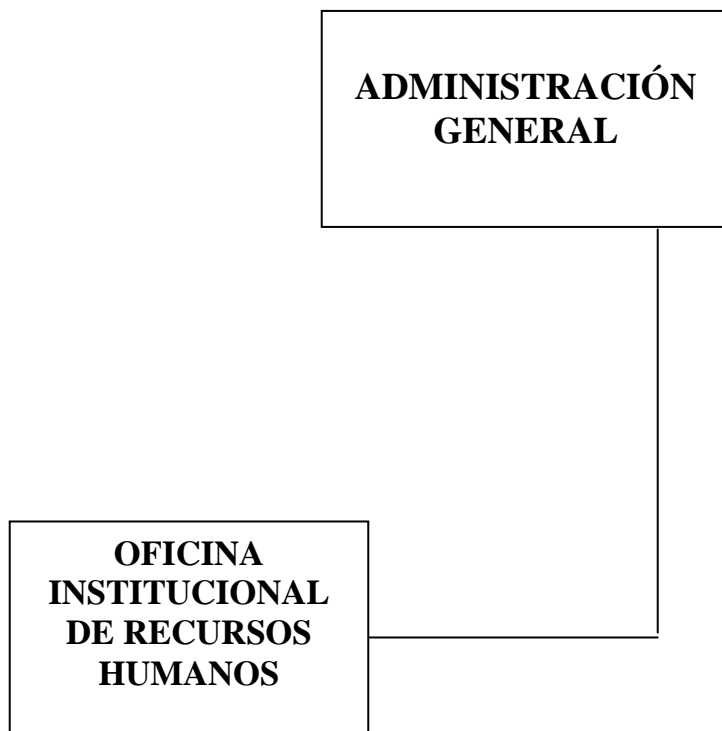 ADMINISTRACIÓN
GENERAL
OFICINA
INSTITUCIONAL
DE RECURSOS
HUMANOS